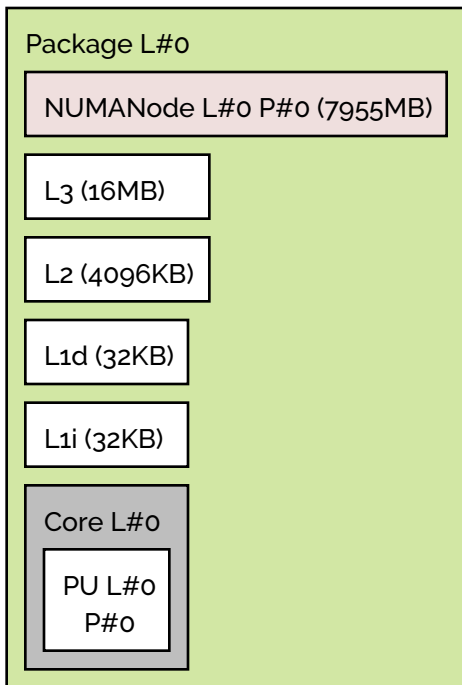 Package L#0
NUMANode L#0 P#0 (7955MB)
L3 (16MB)
L2 (4096KB)
L1d (32KB)
L1i (32KB)
Core L#0
PU L#0
P#0